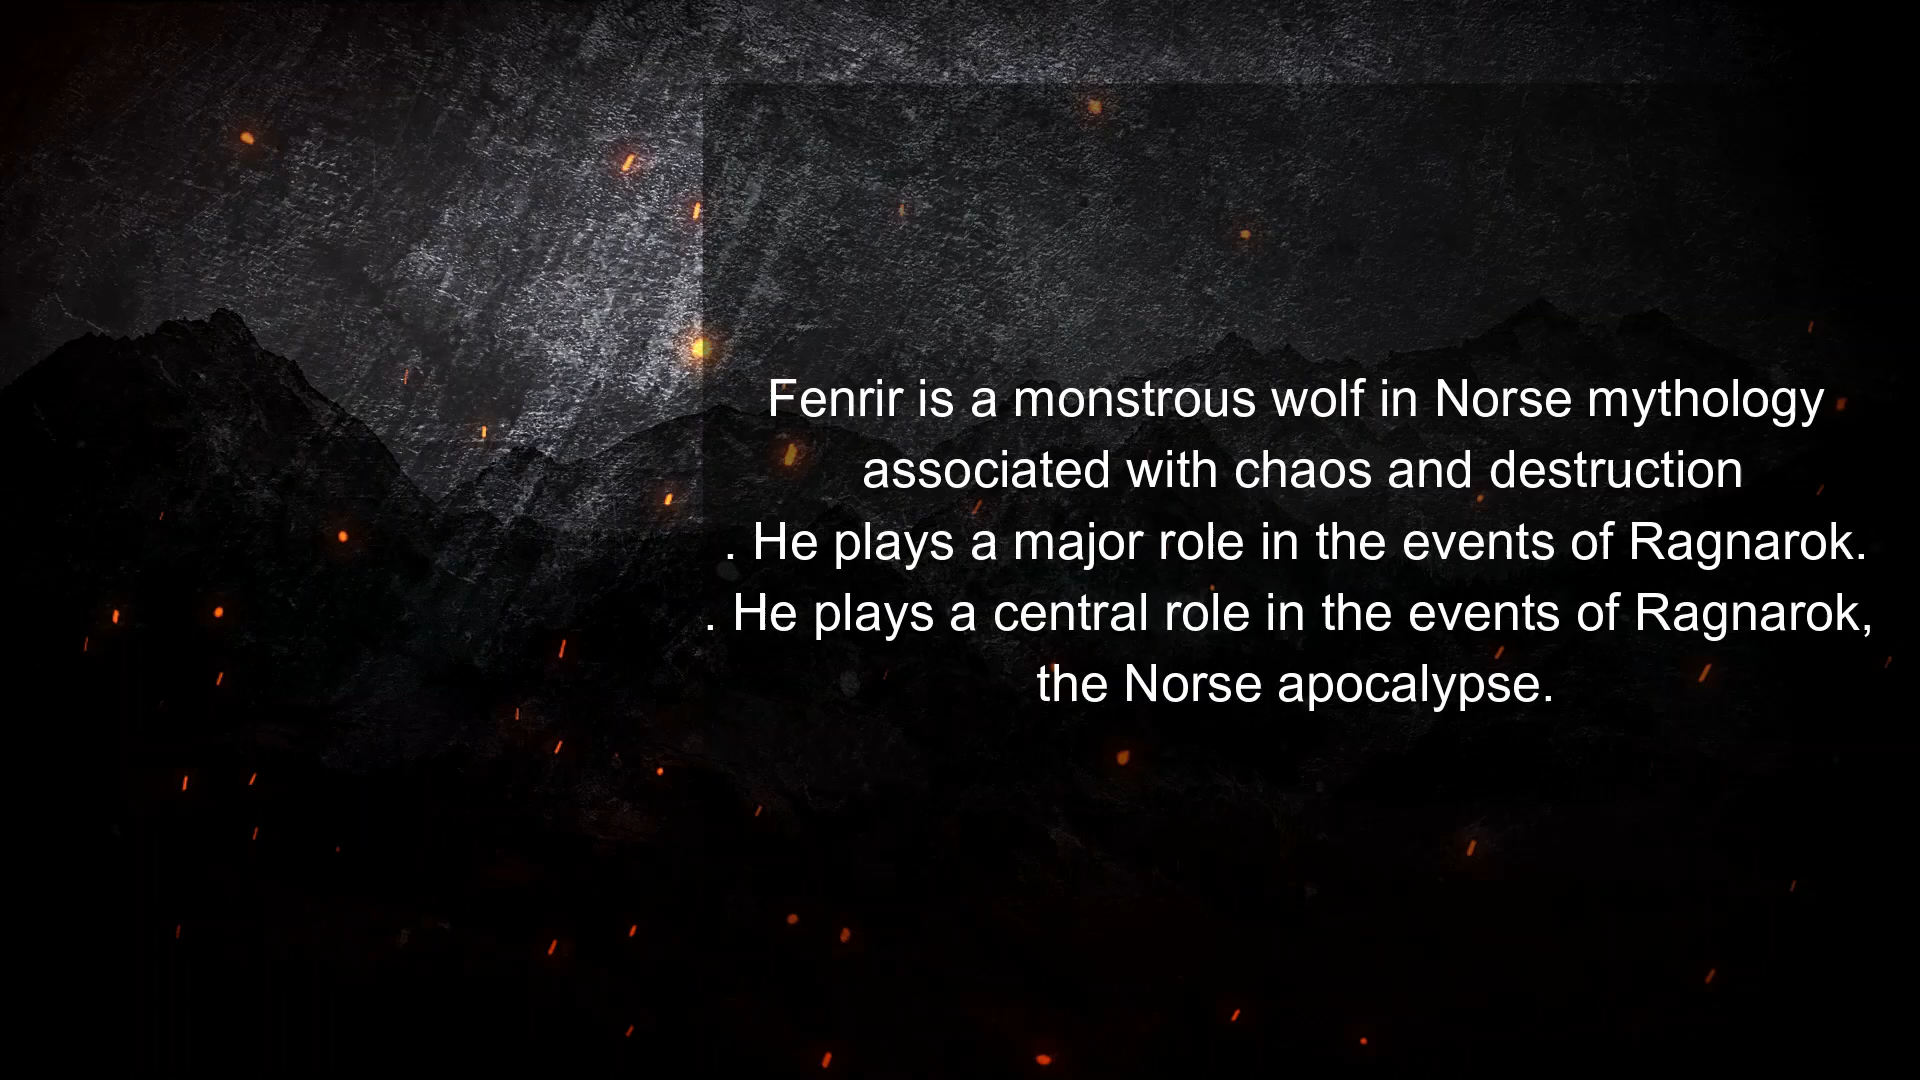 Fenrir is a monstrous wolf in Norse mythology
associated with chaos and destruction
. He plays a major role in the events of Ragnarok.
. He plays a central role in the events of Ragnarok,
the Norse apocalypse.